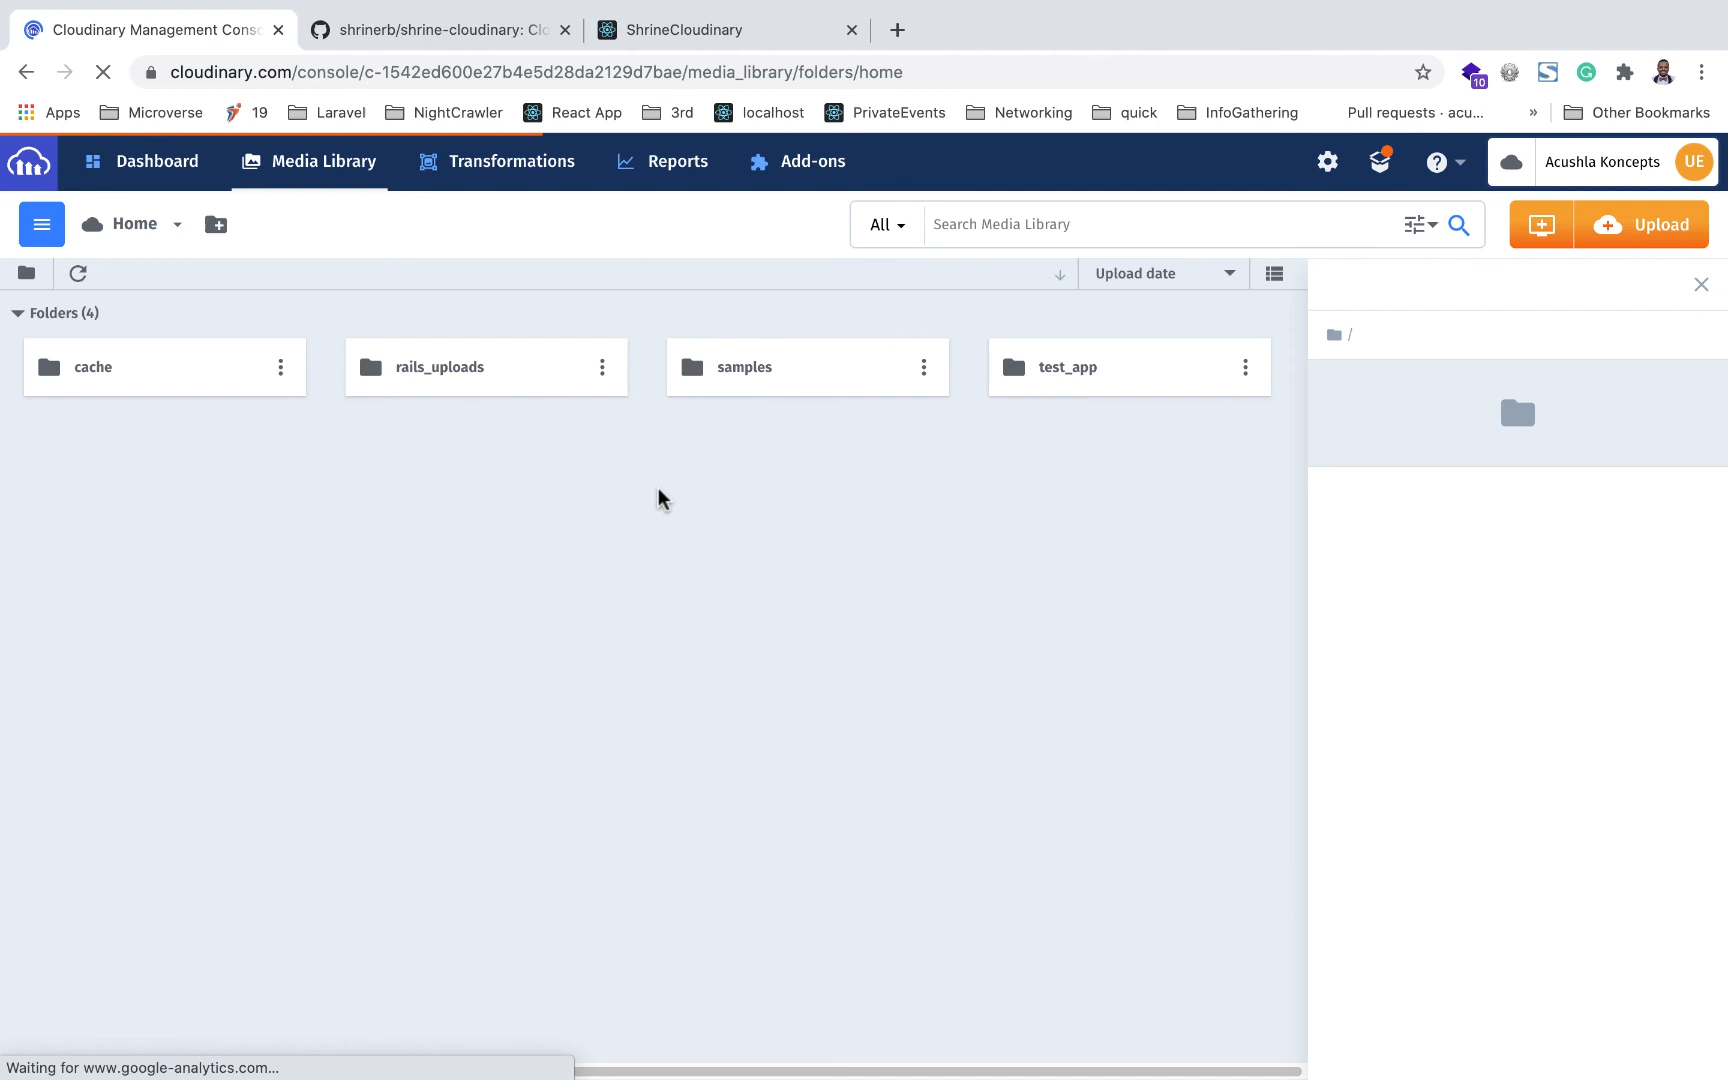 Cloudinary Management Conso
shrinerb/shrine-cloudinary: Clo
ShrineCloudinary
cloudinary.com/console/c-1542ed600e27b4e5d28da2129d7bae/media_library/folders/home
10
Apps
Microverse
19
Laravel
NightCrawler
React App
3rd
localhost
PrivateEvents
Networking
quick
InfoGathering
Pull requests · acu...
»
Other Bookmarks
Dashboard
Media Library
Transformations
Reports
Add-ons
Acushla Koncepts
UE
Home
All
Search Media Library
Upload
Upload date
Folders (4)
/
cache
rails_uploads
samples
test_app
Waiting for www.google-analytics.com...